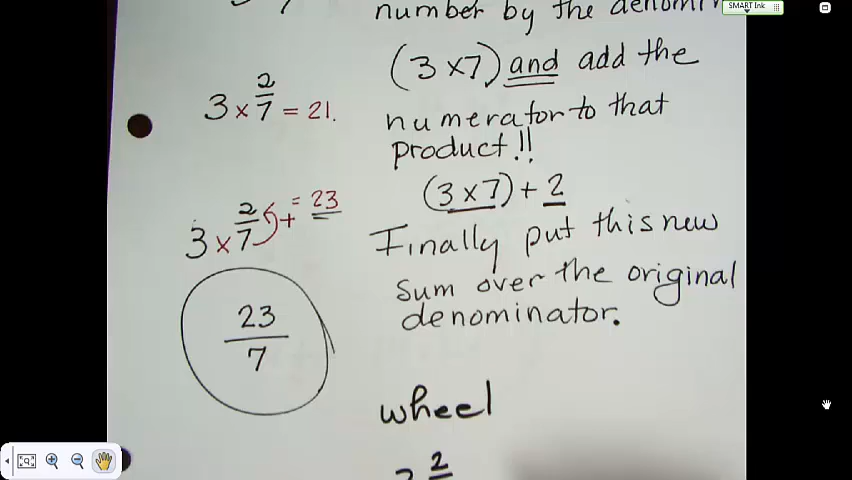 SMART Ink
number by the
(3 x 7) and add the
3 x 2/7 = 21.
numerator to that
product!!
(3 x 7) + 2
3 x 2/7 + = 23
Finally put this new
sum over the original
denominator.
23
7
wheel
2